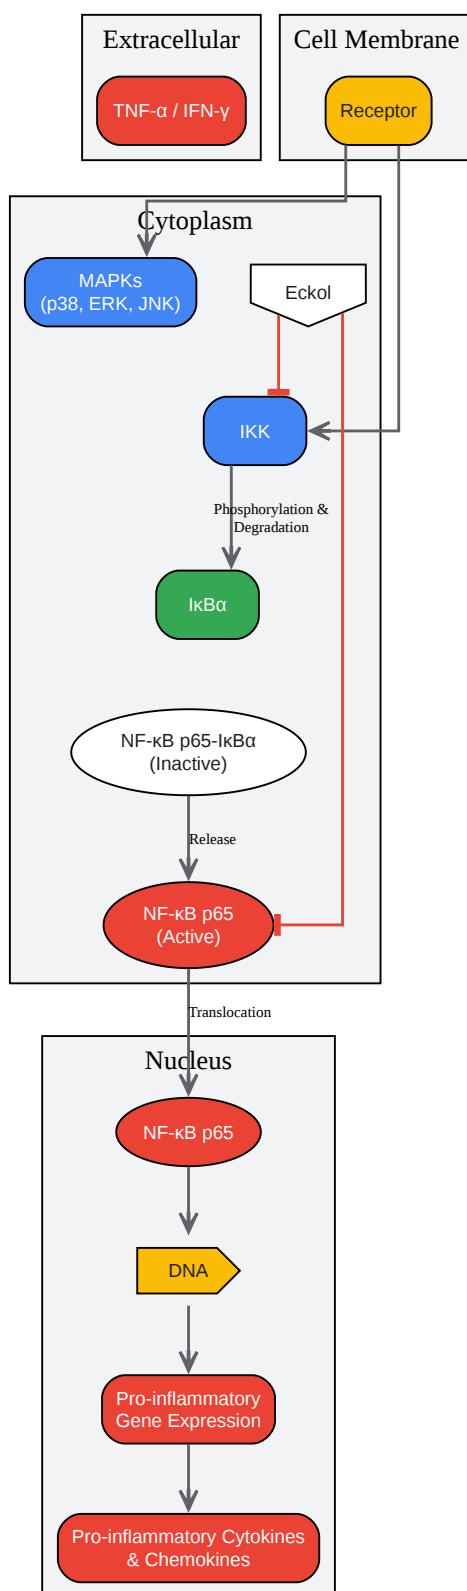 Extracellular
Cell Membrane
TNF-α / IFN-γ
Receptor
Cytoplasm
MAPKs
(p38, ERK, JNK)
Eckol
IKK
Phosphorylation &
Degradation
IκBα
NF-κB p65-IκBα
(Inactive)
Release
NF-κB p65
(Active)
Translocation
Nucleus
NF-κB p65
DNA
Pro-inflammatory
Gene Expression
Pro-inflammatory Cytokines
& Chemokines